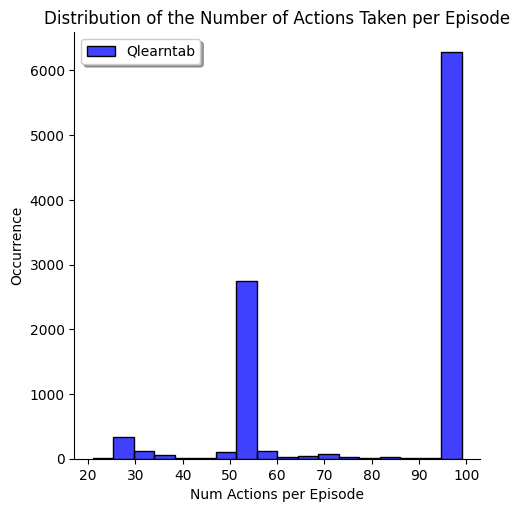 Distribution of the Number of Actions Taken per Episode
Qlearntab
6000
5000
4000
3000
2000
1000
0
Occurrence
20 30 40 50 60 70 80 90 100
Num Actions per Episode